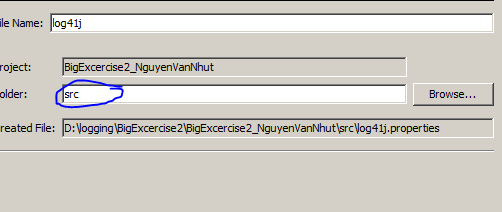 ile Name: log41j
roject: BigExcercise2_NguyenVanNhut
older: src Browse...
reated File: D:\logging\BigExcercise2\BigExcercise2_NguyenVanNhut\src\log41j.properties